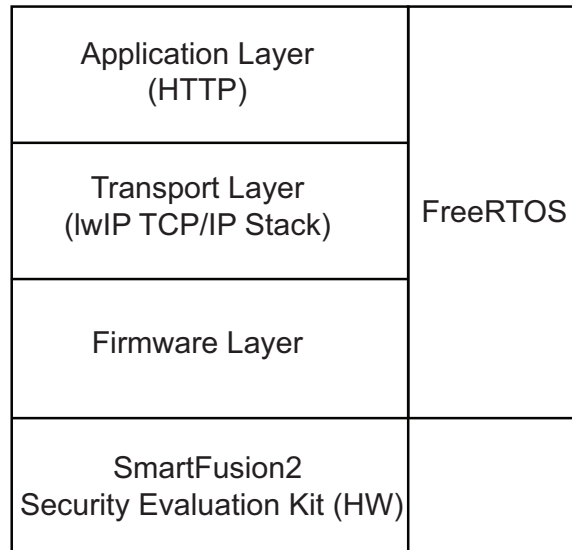 Application Layer
(HTTP)
Transport Layer
(lwIP TCP/IP Stack)
FreeRTOS
Firmware Layer
SmartFusion2
Security Evaluation Kit (HW)